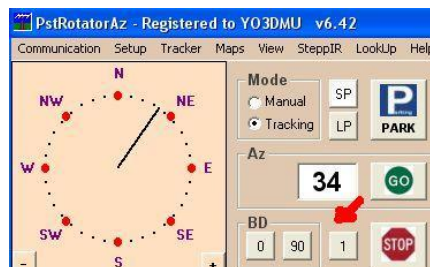 PstRotatorAz - Registered to YO3DMU v6.42
Communication Setup Tracker Maps View SteppIR LookUp Help
N
NW
NE
W
E
SW
SE
S
-
+
Mode
Manual
Tracking
SP
LP
P
PARK
Az
34
GO
BD
0
90
1
STOP